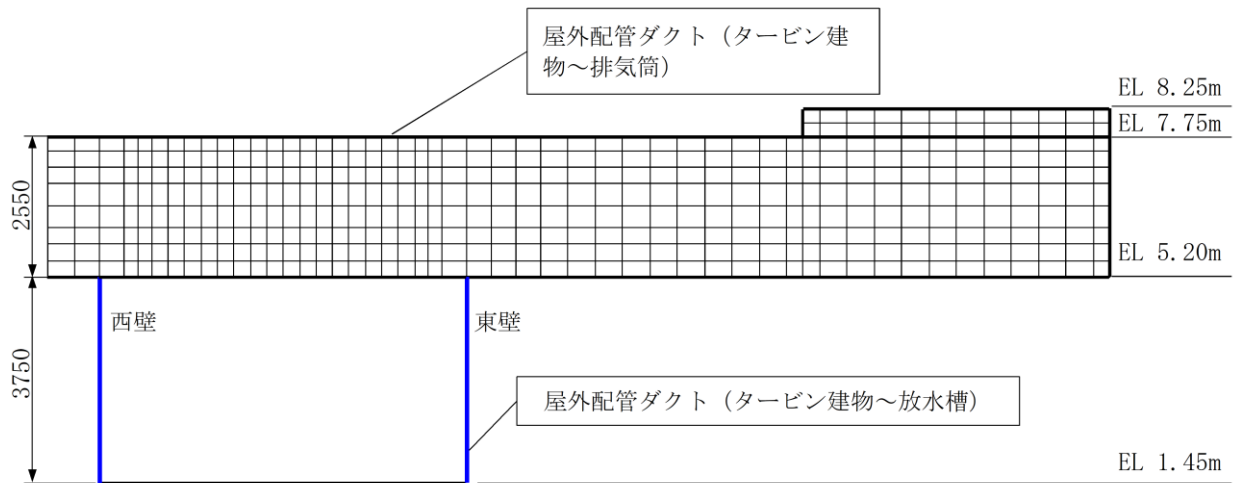 屋外配管ダクト（タービン建
物～排気筒）
EL 8.25m
EL 7.75m
2550
EL 5.20m
西壁
東壁
3750
屋外配管ダクト（タービン建物～放水槽）
EL 1.45m